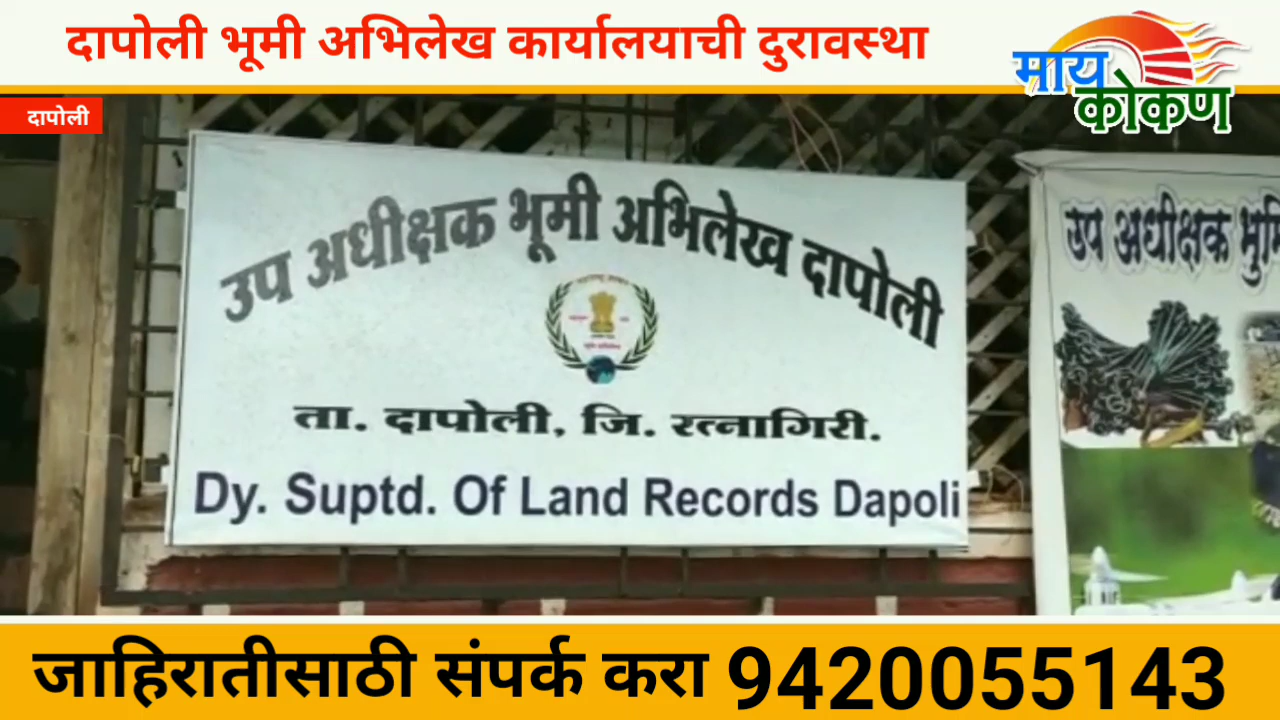 दापोली भूमी अभिलेख कार्यालयाची दुरावस्था
माय
कोकण
दापोली
उप अधीक्षक भूमी अभिलेख दापोली
ता. दापोली, जि. रत्नागिरी.
Dy. Suptd. Of Land Records Dapoli
उप अधीक्षक
जाहिरातीसाठी संपर्क करा 9420055143